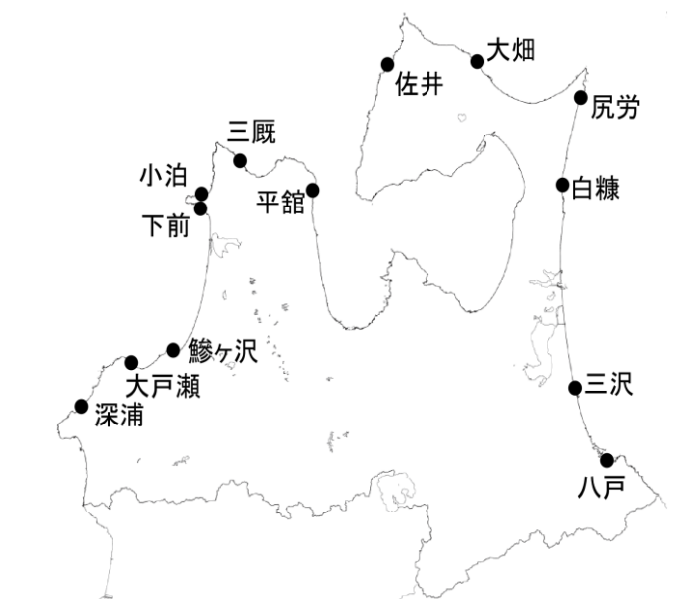 大畑
佐井
尻労
三厩
小泊
平舘
白糠
下前
鰺ヶ沢
大戸瀬
三沢
深浦
八戸